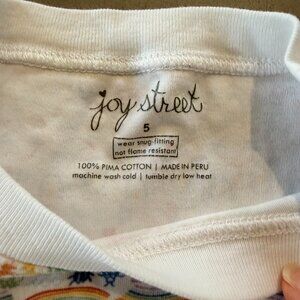 joy street
5
wear snug-fitting
not flame resistant
100% PIMA COTTON | MADE IN PERU
machine wash cold | tumble dry low heat